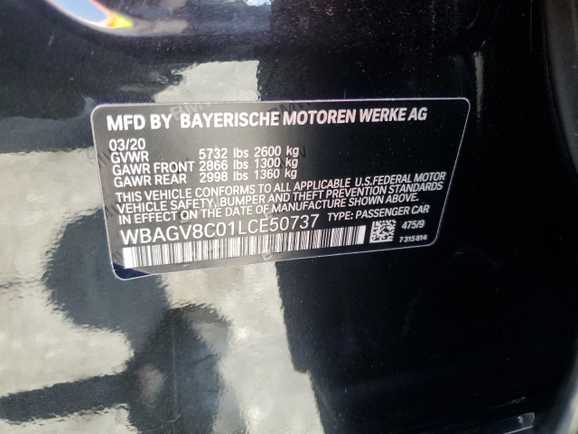 MFD BY BAYERISCHE MOTOREN WERKE AG
03/20
GVWR 5732 lbs 2600 kg
GAWR FRONT 2866 lbs 1300 kg
GAWR REAR 2998 lbs 1360 kg
THIS VEHICLE CONFORMS TO ALL APPLICABLE U.S.FEDERAL MOTOR
VEHICLE SAFETY, BUMPER, AND THEFT PREVENTION STANDARDS
IN EFFECT ON THE DATE OF MANUFACTURE SHOWN ABOVE.
WBAGV8C01LCE50737 TYPE: PASSENGER CAR
475/9
7315814